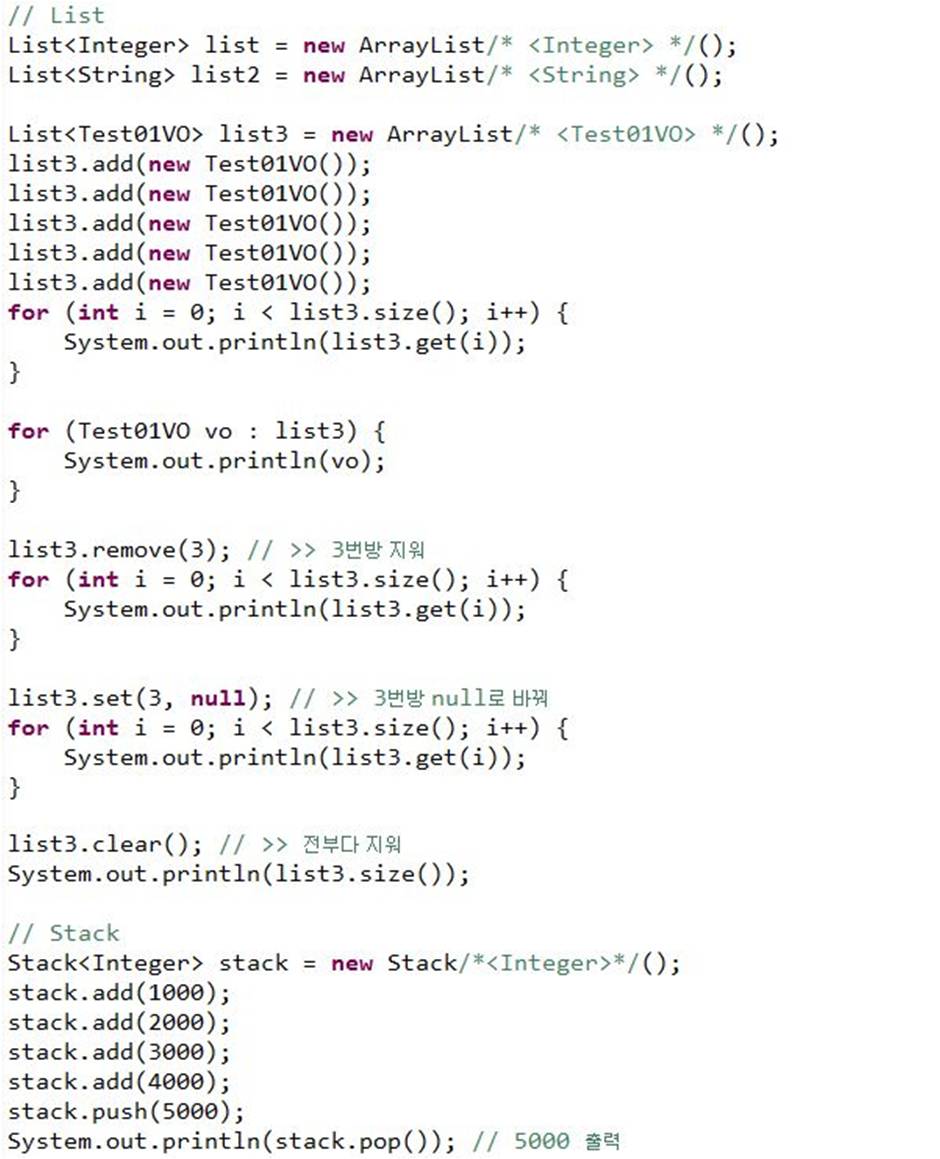 // List
List<Integer> list = new ArrayList/* <Integer> */();
List<String> list2 = new ArrayList/* <String> */();
List<Test01VO> list3 = new ArrayList/* <Test01VO> */();
list3.add(new Test01VO());
list3.add(new Test01VO());
list3.add(new Test01VO());
list3.add(new Test01VO());
list3.add(new Test01VO());
for (int i = 0; i < list3.size(); i++) {
    System.out.println(list3.get(i));
}
for (Test01VO vo : list3) {
    System.out.println(vo);
}
list3.remove(3); // >> 3번방 지워
for (int i = 0; i < list3.size(); i++) {
    System.out.println(list3.get(i));
}
list3.set(3, null); // >> 3번방 null로 바꿔
for (int i = 0; i < list3.size(); i++) {
    System.out.println(list3.get(i));
}
list3.clear(); // >> 전부다 지워
System.out.println(list3.size());
// Stack
Stack<Integer> stack = new Stack/*<Integer>*/();
stack.add(1000);
stack.add(2000);
stack.add(3000);
stack.add(4000);
stack.push(5000);
System.out.println(stack.pop()); // 5000 출력